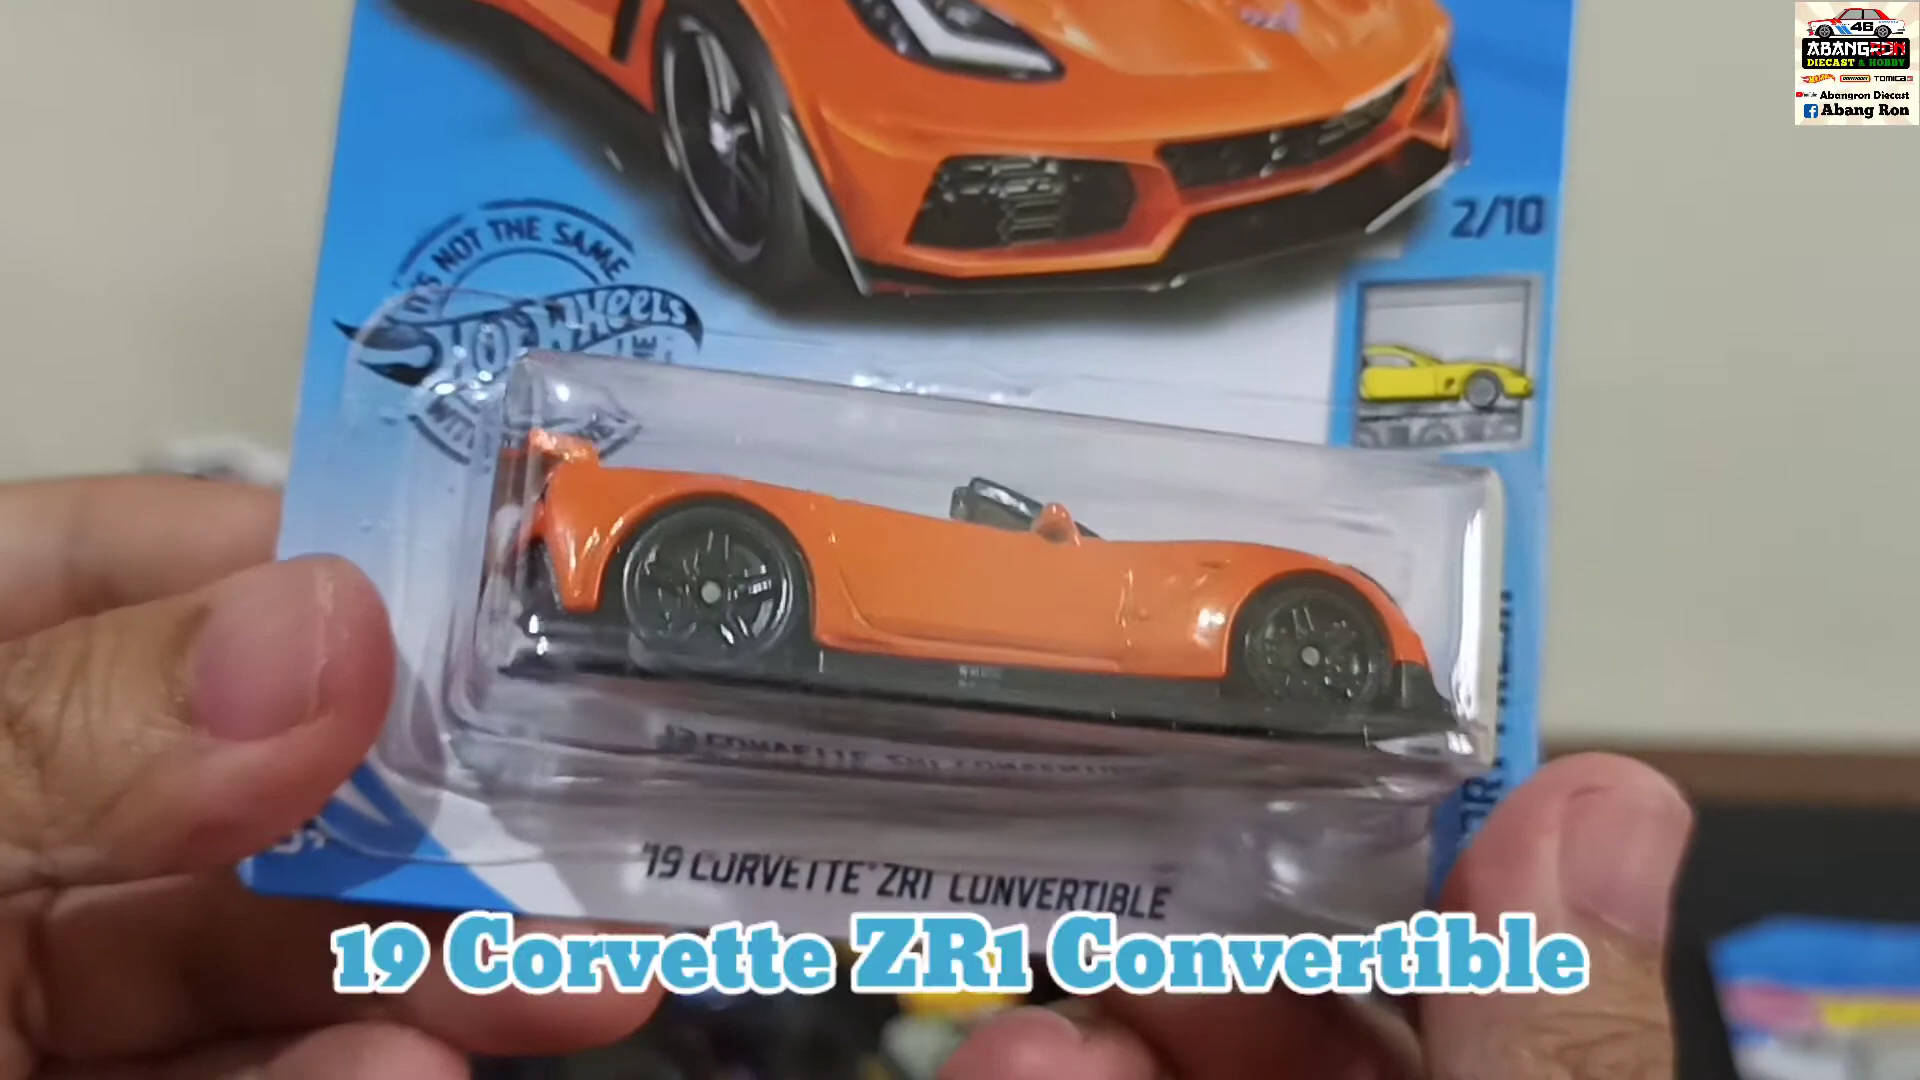 46
ABANGRON
DIECAST & HOBBY
TOMICA
Abangron Diecast
Abang Ron
2/10
IT'S NOT THE SAME
Hot Wheels
'19 CORVETTE ZR1 CONVERTIBLE
19 Corvette ZR1 Convertible